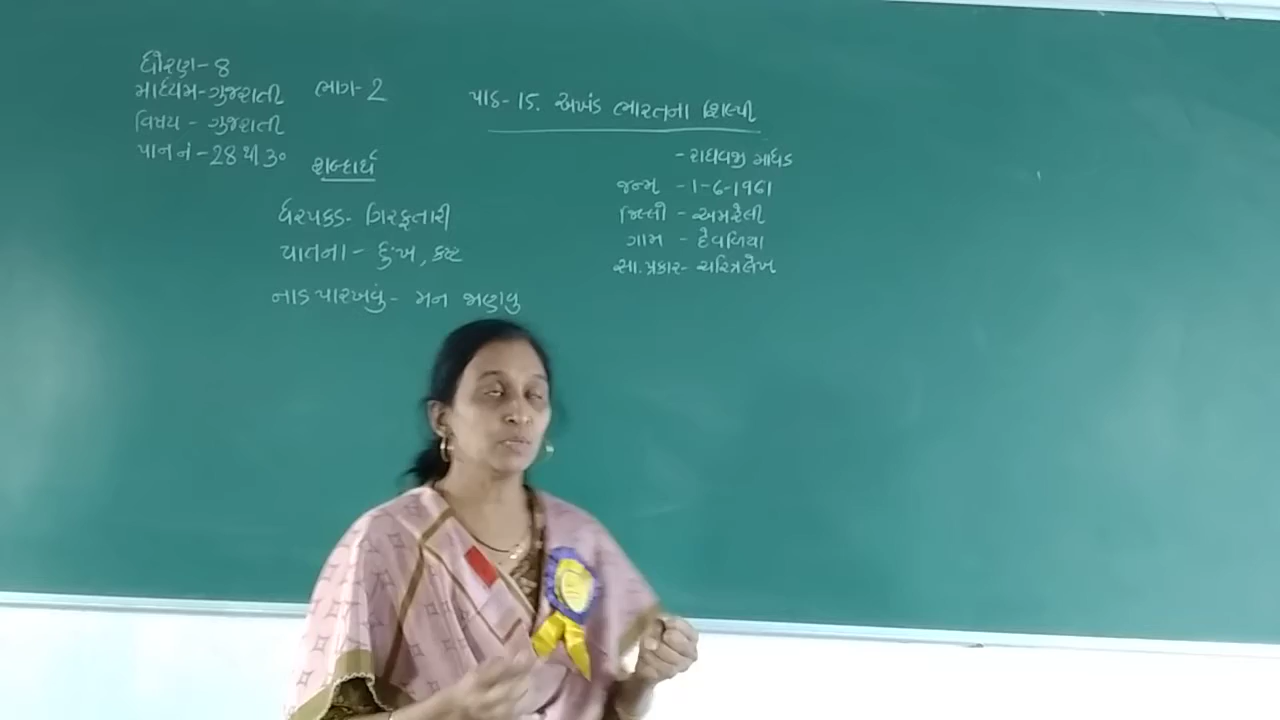 ધોરણ-8
માધ્યમ-ગુજરાતી
વિષય - ગુજરાતી
પાન નં-28 થી 30
ભાગ-2
પાઠ-15. અખંડ ભારતના શિલ્પી
-રાઘવજી માધડ
જન્મ -1-6-1961
જિલ્લો - અમરેલી
ગામ - દેવળિયા
સા.પ્રકાર- ચરિત્રલેખ
શબ્દાર્થ
ધરપકડ- ગિરફતારી
યાતના - દુઃખ, કષ્ટ
નાડ પારખવું- મન જાણવુ